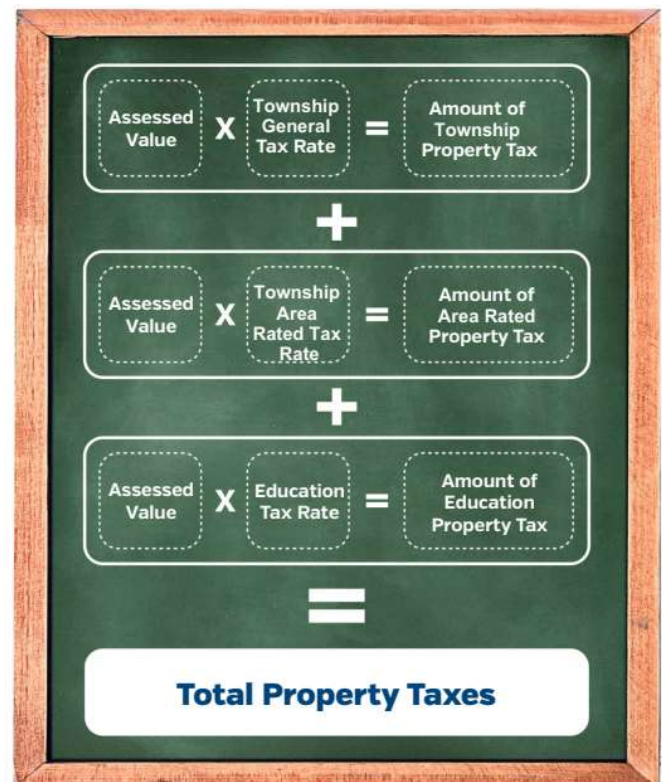 Assessed Value X Township General Tax Rate = Amount of Township Property Tax
+
Assessed Value X Township Area Rated Tax Rate = Amount of Area Rated Property Tax
+
Assessed Value X Education Tax Rate = Amount of Education Property Tax
=
Total Property Taxes